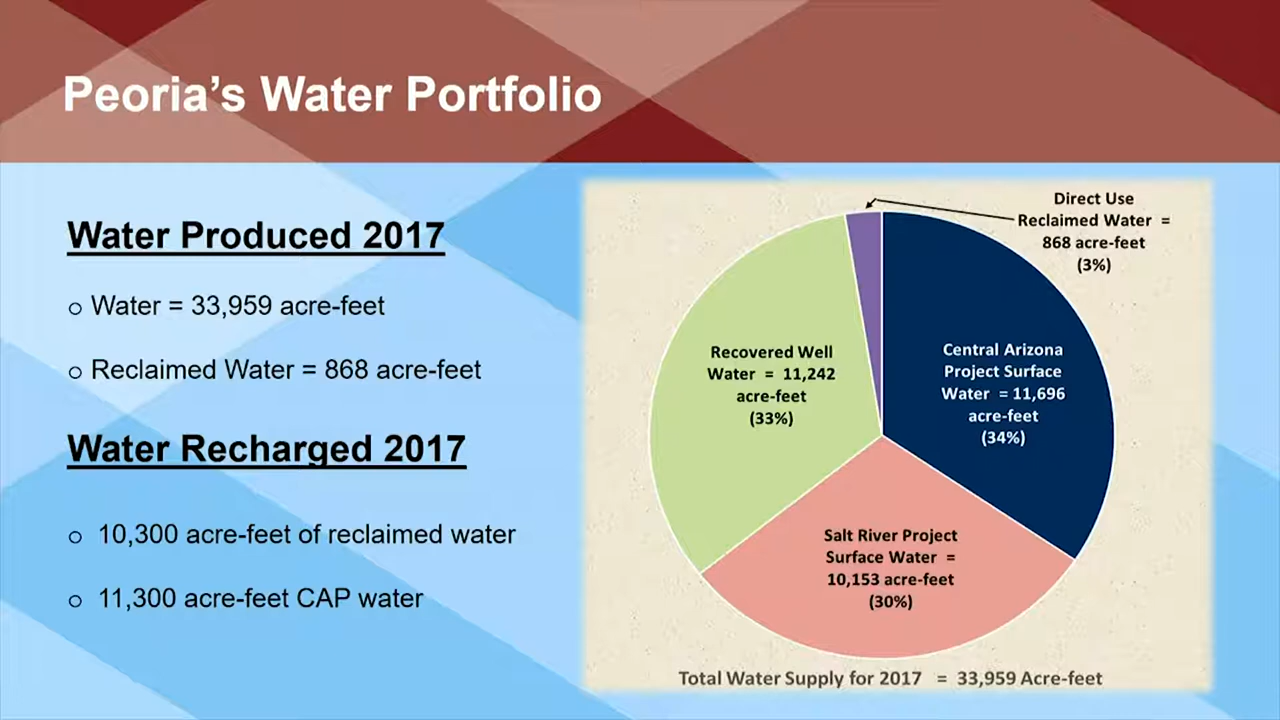 Peoria’s Water Portfolio
Water Produced 2017
o Water = 33,959 acre-feet
o Reclaimed Water = 868 acre-feet
Water Recharged 2017
o 10,300 acre-feet of reclaimed water
o 11,300 acre-feet CAP water
Direct Use
Reclaimed Water =
868 acre-feet
(3%)
Recovered Well
Water = 11,242
acre-feet
(33%)
Central Arizona
Project Surface
Water = 11,696
acre-feet
(34%)
Salt River Project
Surface Water =
10,153 acre-feet
(30%)
Total Water Supply for 2017 = 33,959 Acre-feet